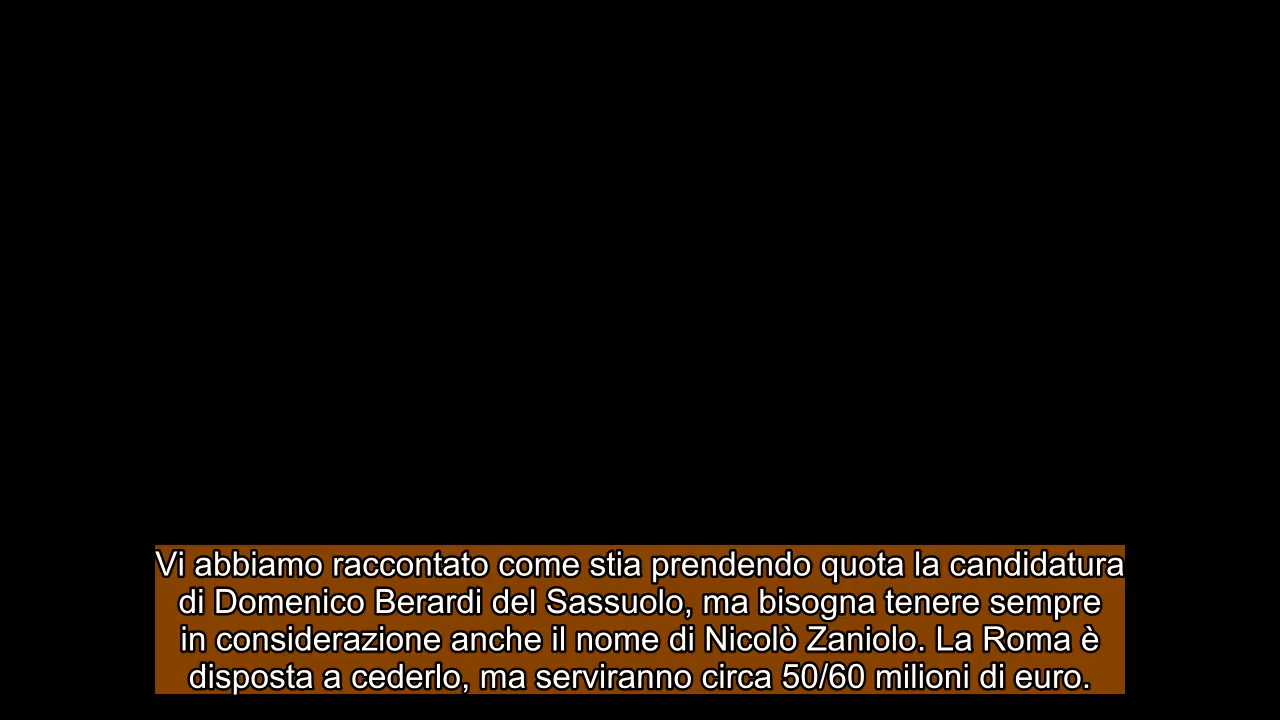 Vi abbiamo raccontato come stia prendendo quota la candidatura
di Domenico Berardi del Sassuolo, ma bisogna tenere sempre
in considerazione anche il nome di Nicolò Zaniolo. La Roma è
disposta a cederlo, ma serviranno circa 50/60 milioni di euro.